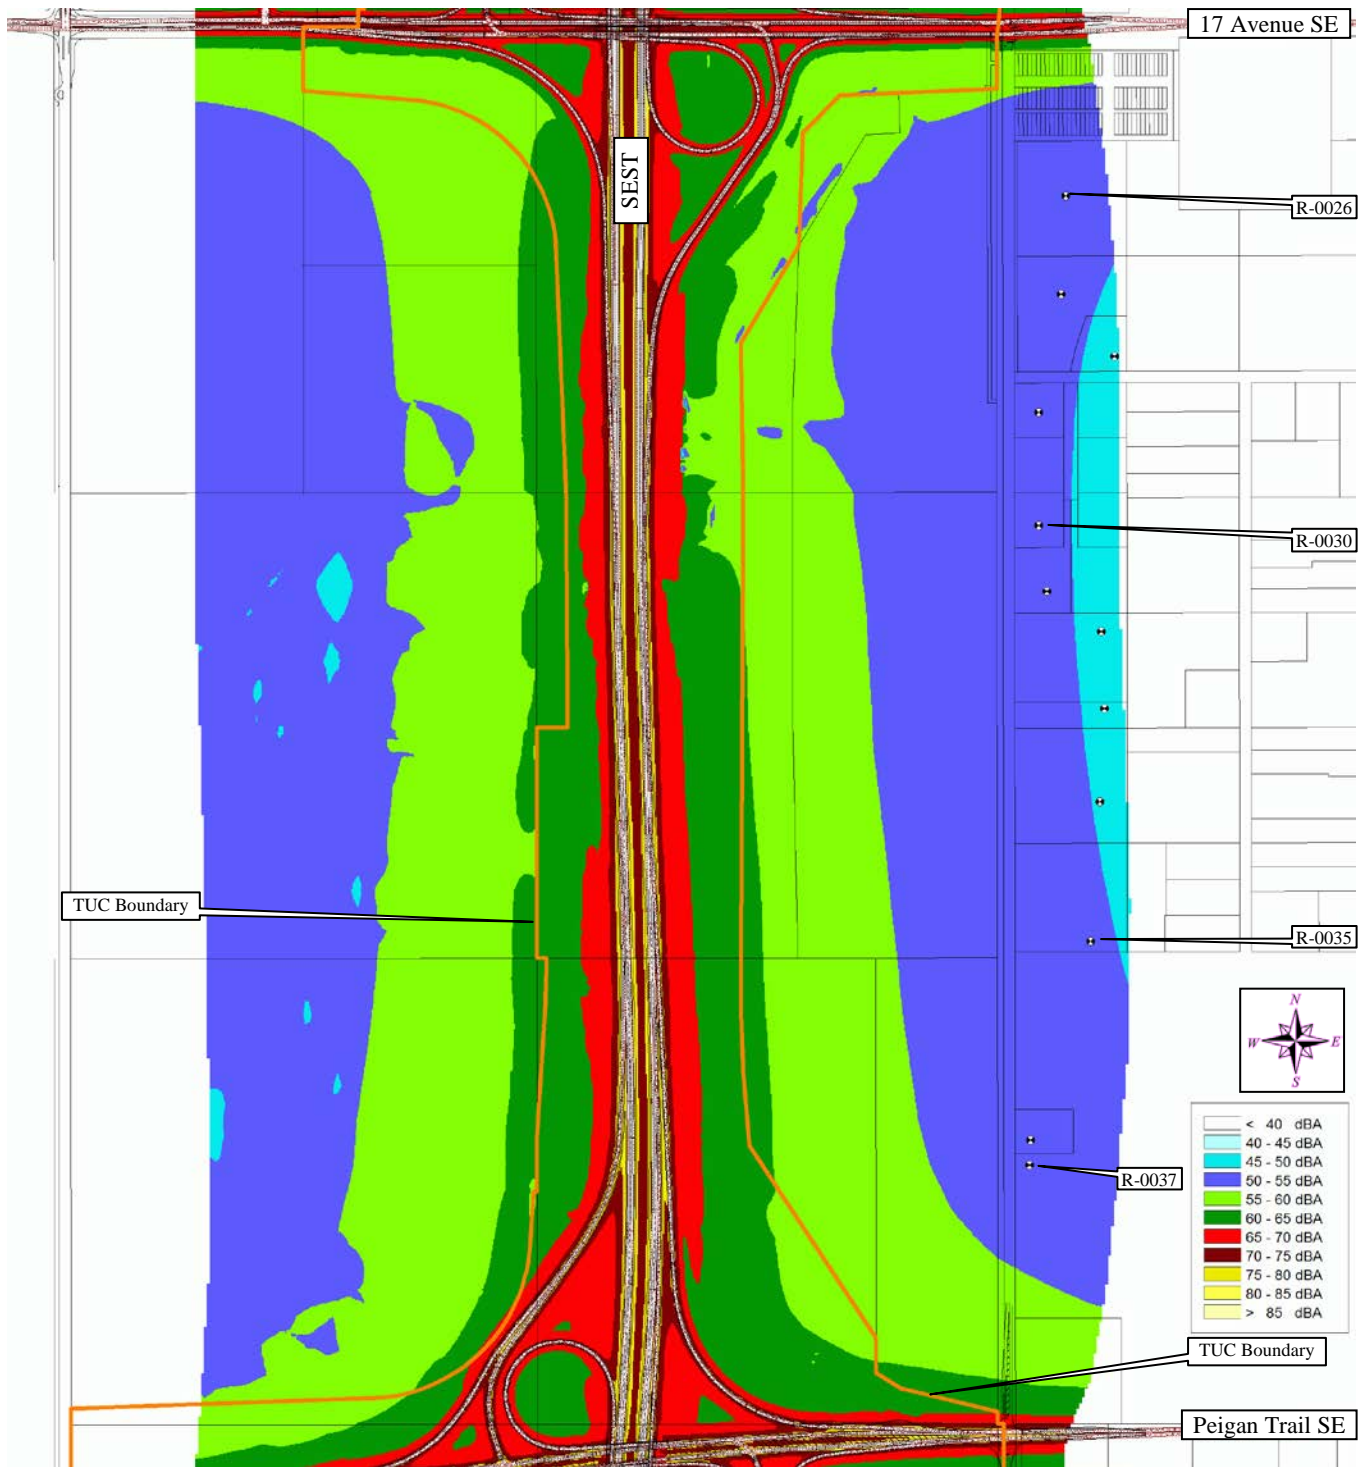 17 Avenue SE
SEST
R-0026
R-0030
TUC Boundary
R-0035
N
W E
S
< 40 dBA
40 - 45 dBA
45 - 50 dBA
50 - 55 dBA
55 - 60 dBA
60 - 65 dBA
65 - 70 dBA
70 - 75 dBA
75 - 80 dBA
80 - 85 dBA
> 85 dBA
R-0037
TUC Boundary
Peigan Trail SE